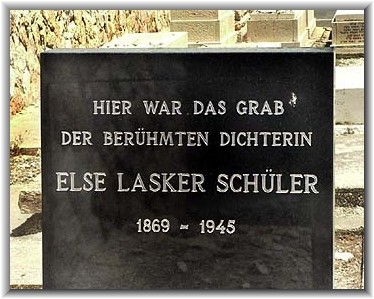 HIER WAR DAS GRAB
DER BERÜHMTEN DICHTERIN
ELSE LASKER SCHÜLER
1869 - 1945